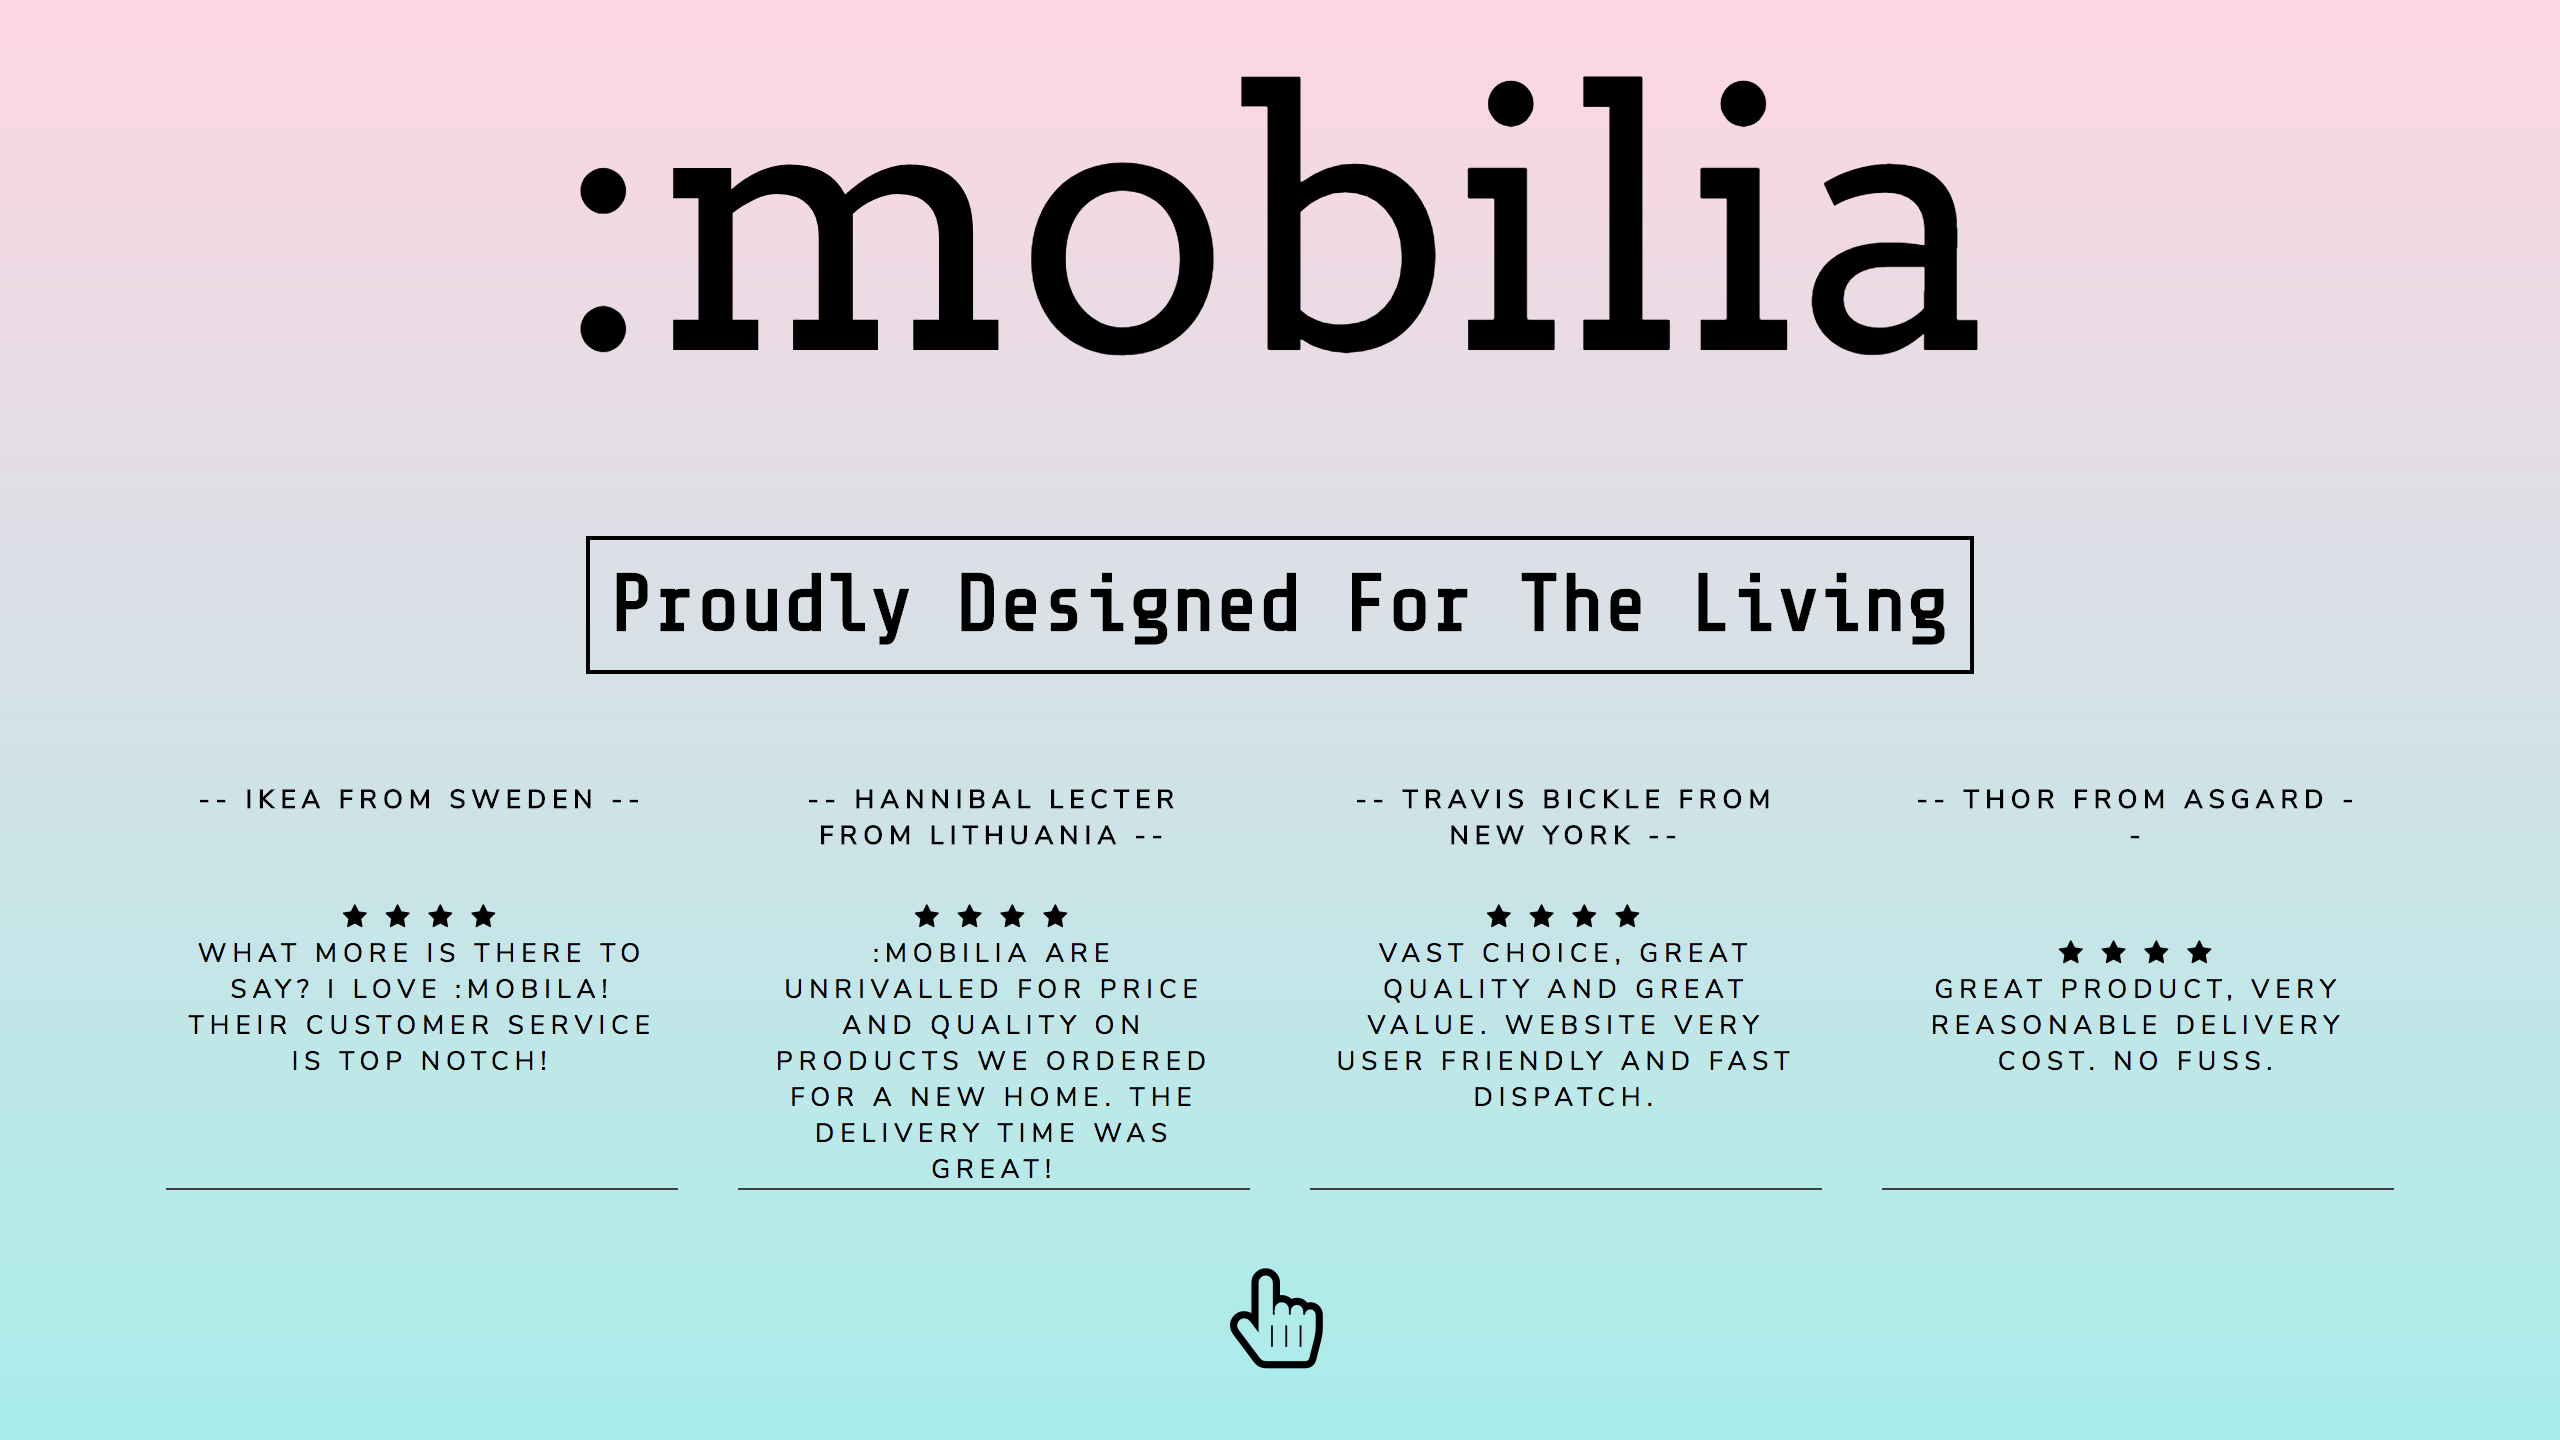 :mobilia
Proudly Designed For The Living
-- IKEA FROM SWEDEN --
★ ★ ★ ★
WHAT MORE IS THERE TO
SAY? I LOVE :MOBILA!
THEIR CUSTOMER SERVICE
IS TOP NOTCH!
-- HANNIBAL LECTER
FROM LITHUANIA --
★ ★ ★ ★
:MOBILIA ARE
UNRIVALLED FOR PRICE
AND QUALITY ON
PRODUCTS WE ORDERED
FOR A NEW HOME. THE
DELIVERY TIME WAS
GREAT!
-- TRAVIS BICKLE FROM
NEW YORK --
★ ★ ★ ★
VAST CHOICE, GREAT
QUALITY AND GREAT
VALUE. WEBSITE VERY
USER FRIENDLY AND FAST
DISPATCH.
-- THOR FROM ASGARD -
-
★ ★ ★ ★
GREAT PRODUCT, VERY
REASONABLE DELIVERY
COST. NO FUSS.